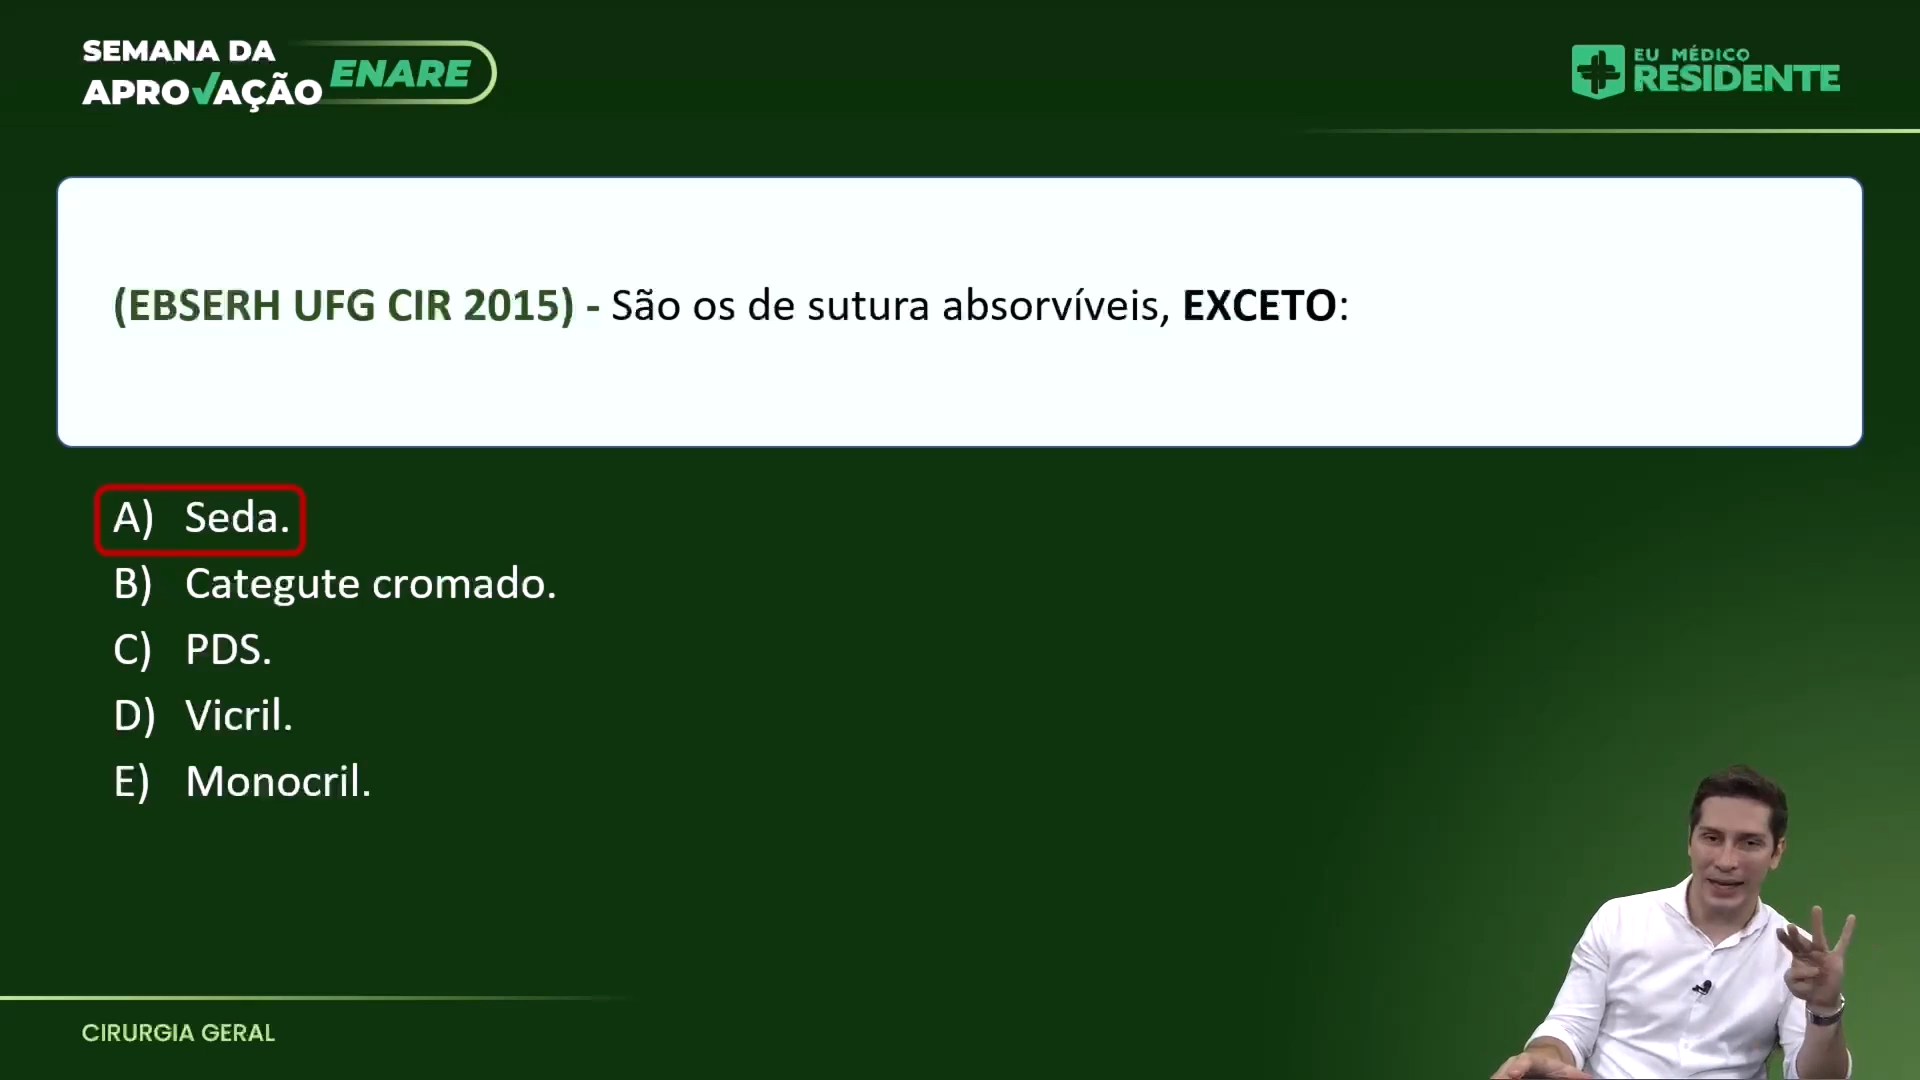 SEMANA DA
APROVAÇÃO ENARE
EU MÉDICO
RESIDENTE
(EBSERH UFG CIR 2015) - São os de sutura absorvíveis, EXCETO:
A) Seda.
B) Categute cromado.
C) PDS.
D) Vicril.
E) Monocril.
CIRURGIA GERAL